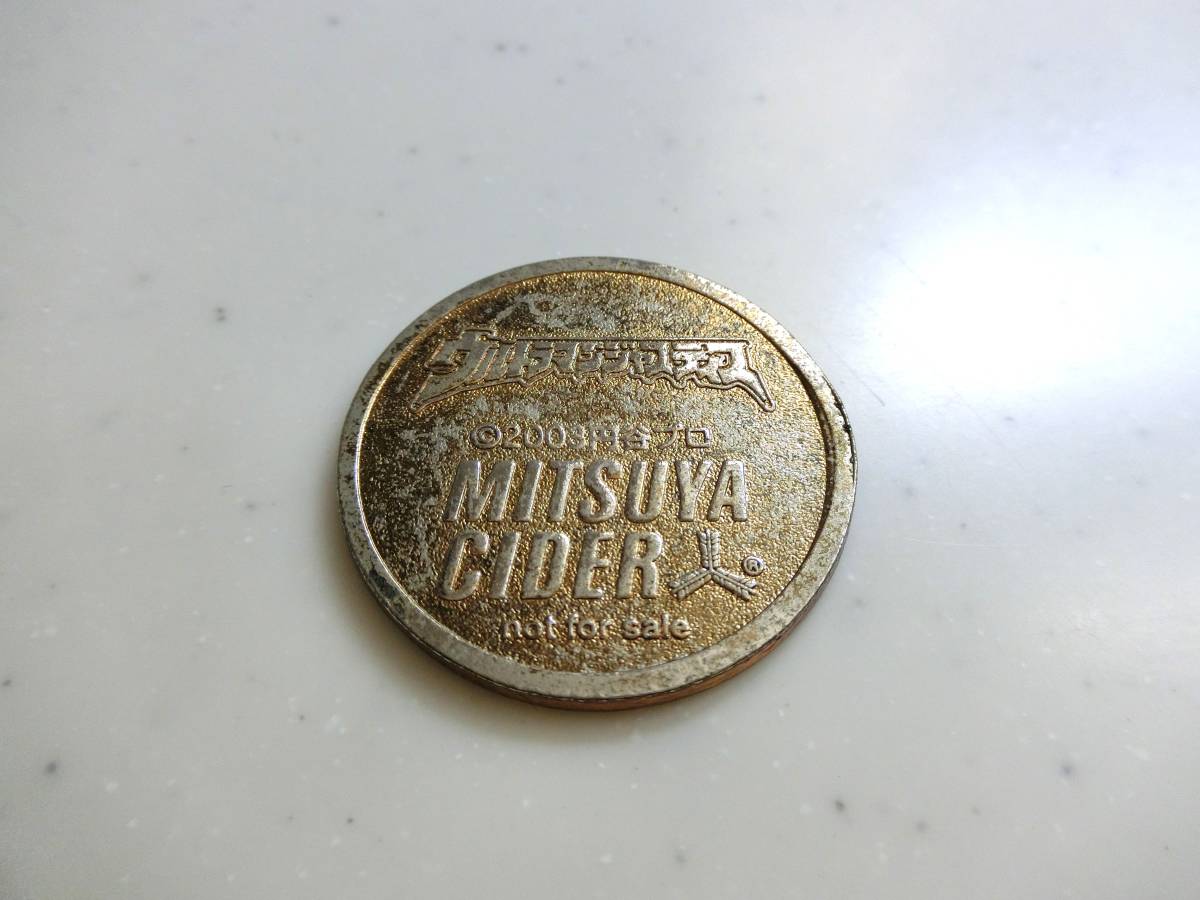 ウルトラマンジャスティス
©2003円谷プロ
MITSUYA
CIDER ®
not for sale